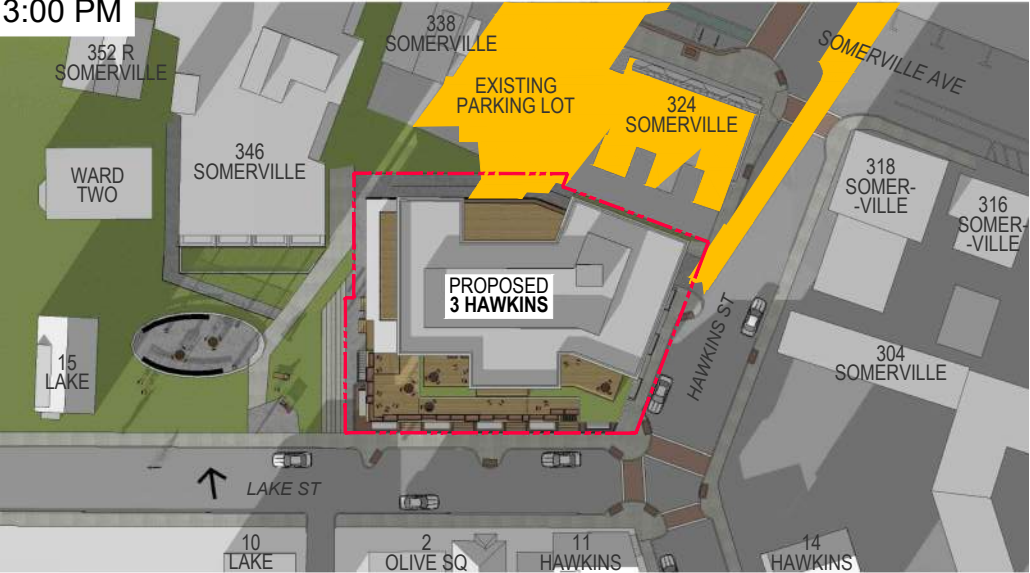 3:00 PM
352 R
SOMERVILLE
338
SOMERVILLE
SOMERVILLE AVE
EXISTING
PARKING LOT
324
SOMERVILLE
346
SOMERVILLE
WARD
TWO
318
SOMER-
-VILLE
316
SOMER-
-VILLE
PROPOSED
3 HAWKINS
HAWKINS ST
15
LAKE
304
SOMERVILLE
LAKE ST
10
LAKE
2
OLIVE SQ
11
HAWKINS
14
HAWKINS